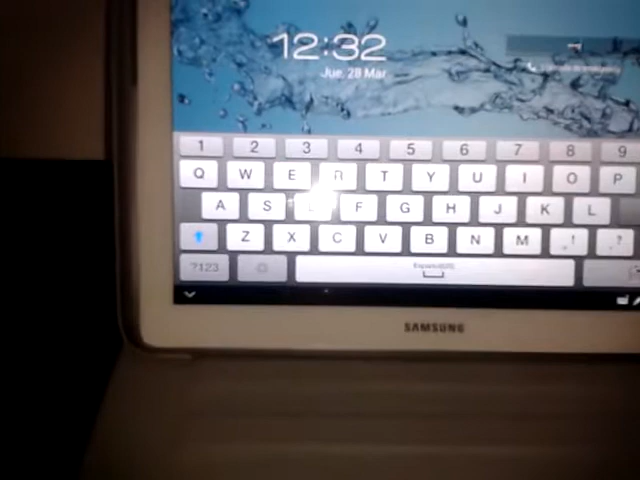 12:32
Jue, 28 Mar
1 2 3 4 5 6 7 8 9
Q W E R T Y U I O P
A S F G H J K L
Z X C V B N M , ! . ?
?123
SAMSUNG